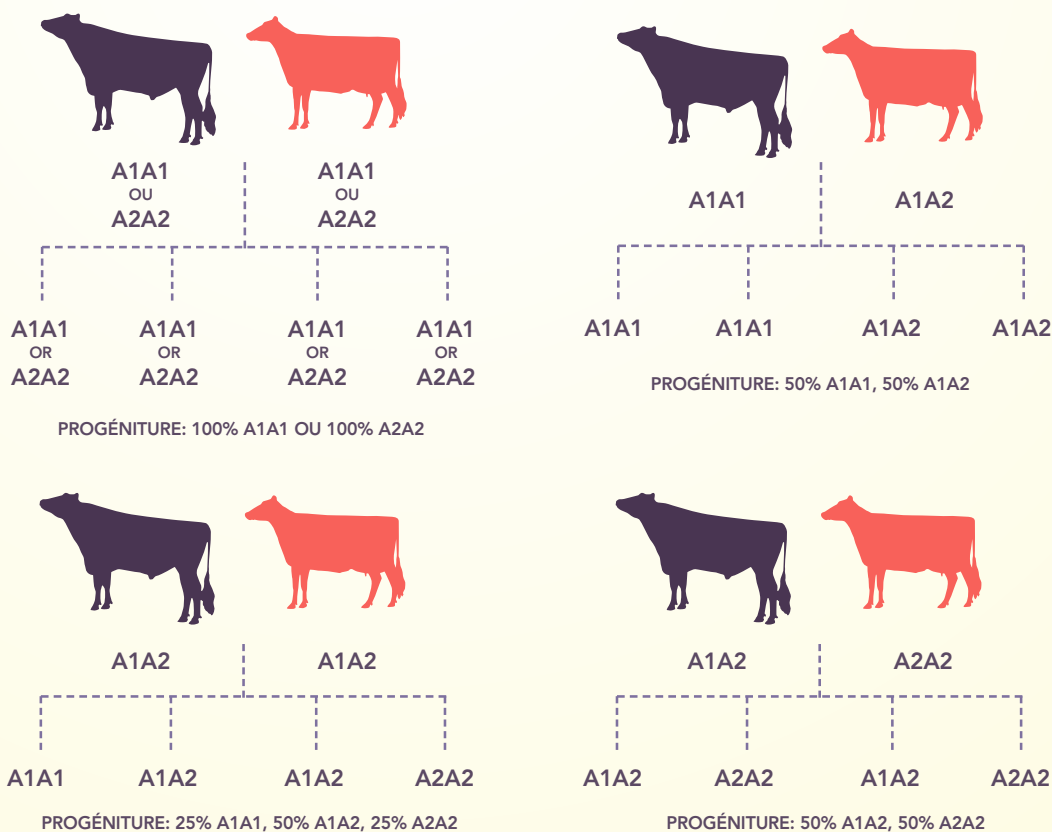 A1A1
OU
A2A2
A1A1
OU
A2A2
A1A1
OR
A2A2
A1A1
OR
A2A2
A1A1
OR
A2A2
A1A1
OR
A2A2
PROGÉNITURE: 100% A1A1 OU 100% A2A2
A1A1
A1A2
A1A1
A1A1
A1A2
A1A2
PROGÉNITURE: 50% A1A1, 50% A1A2
A1A2
A1A2
A1A1
A1A2
A1A2
A2A2
PROGÉNITURE: 25% A1A1, 50% A1A2, 25% A2A2
A1A2
A2A2
A1A2
A2A2
A1A2
A2A2
PROGÉNITURE: 50% A1A2, 50% A2A2